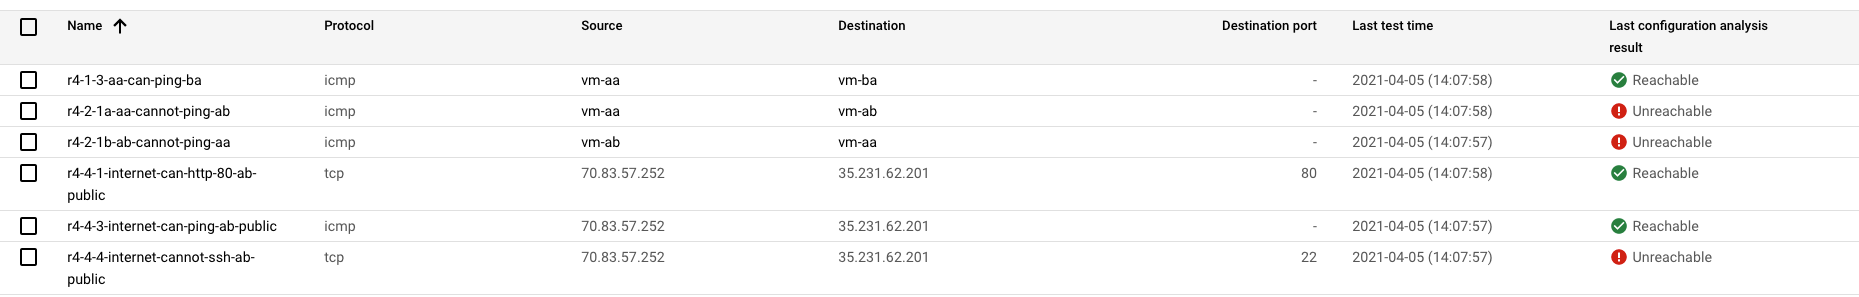 Name Protocol Source Destination Destination port Last test time Last configuration analysis
result
r4-1-3-aa-can-ping-ba icmp vm-aa vm-ba - 2021-04-05 (14:07:58) Reachable
r4-2-1a-aa-cannot-ping-ab icmp vm-aa vm-ab - 2021-04-05 (14:07:58) Unreachable
r4-2-1b-ab-cannot-ping-aa icmp vm-ab vm-aa - 2021-04-05 (14:07:57) Unreachable
r4-4-1-internet-can-http-80-ab- tcp 70.83.57.252 35.231.62.201 80 2021-04-05 (14:07:58) Reachable
public
r4-4-3-internet-can-ping-ab-public icmp 70.83.57.252 35.231.62.201 - 2021-04-05 (14:07:57) Reachable
r4-4-4-internet-cannot-ssh-ab- tcp 70.83.57.252 35.231.62.201 22 2021-04-05 (14:07:57) Unreachable
public